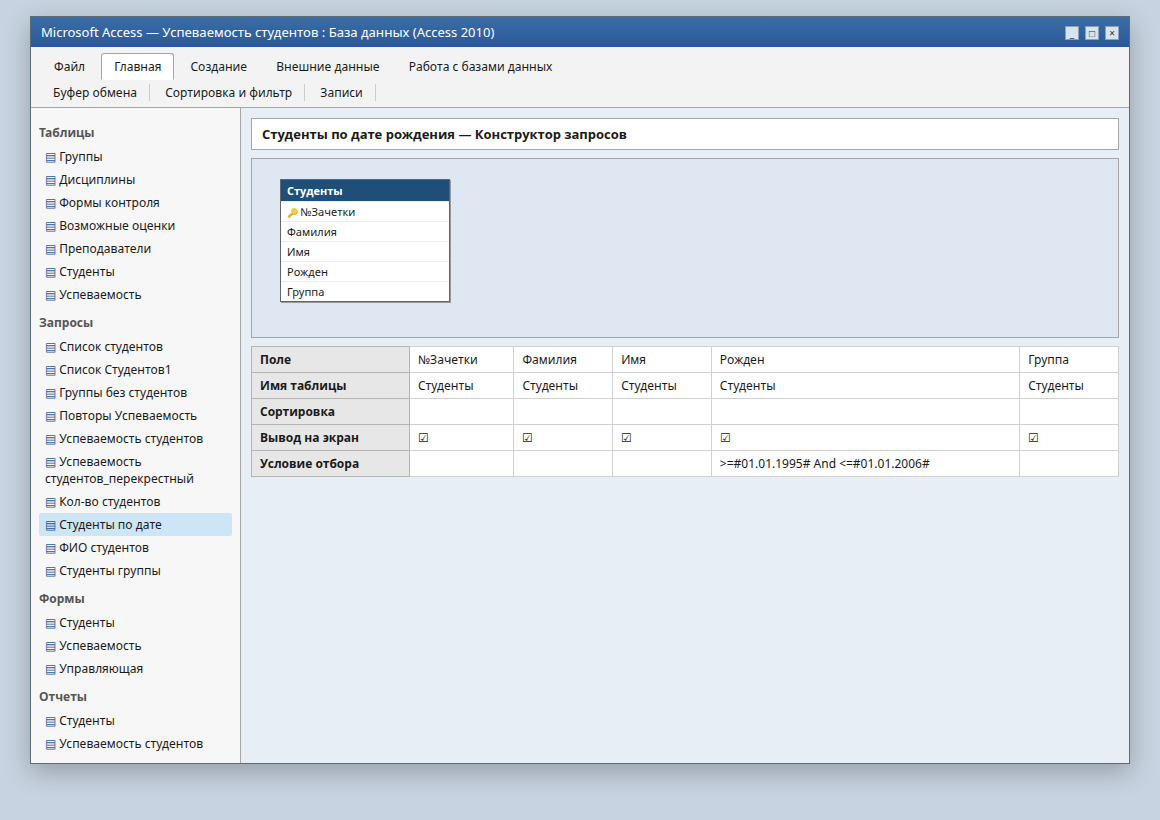 Microsoft Access — Успеваемость студентов : База данных (Access 2010)
Файл Главная Создание Внешние данные Работа с базами данных
Буфер обмена Сортировка и фильтр Записи
Таблицы
Группы
Дисциплины
Формы контроля
Возможные оценки
Преподаватели
Студенты
Успеваемость
Запросы
Список студентов
Список Студентов1
Группы без студентов
Повторы Успеваемость
Успеваемость студентов
Успеваемость
студентов_перекрестный
Кол-во студентов
Студенты по дате
ФИО студентов
Студенты группы
Формы
Студенты
Успеваемость
Управляющая
Отчеты
Студенты
Успеваемость студентов
Студенты по дате рождения — Конструктор запросов
Студенты
№Зачетки
Фамилия
Имя
Рожден
Группа
Поле №Зачетки Фамилия Имя Рожден Группа
Имя таблицы Студенты Студенты Студенты Студенты Студенты
Сортировка
Вывод на экран ☑ ☑ ☑ ☑ ☑
Условие отбора >=#01.01.1995# And <=#01.01.2006#